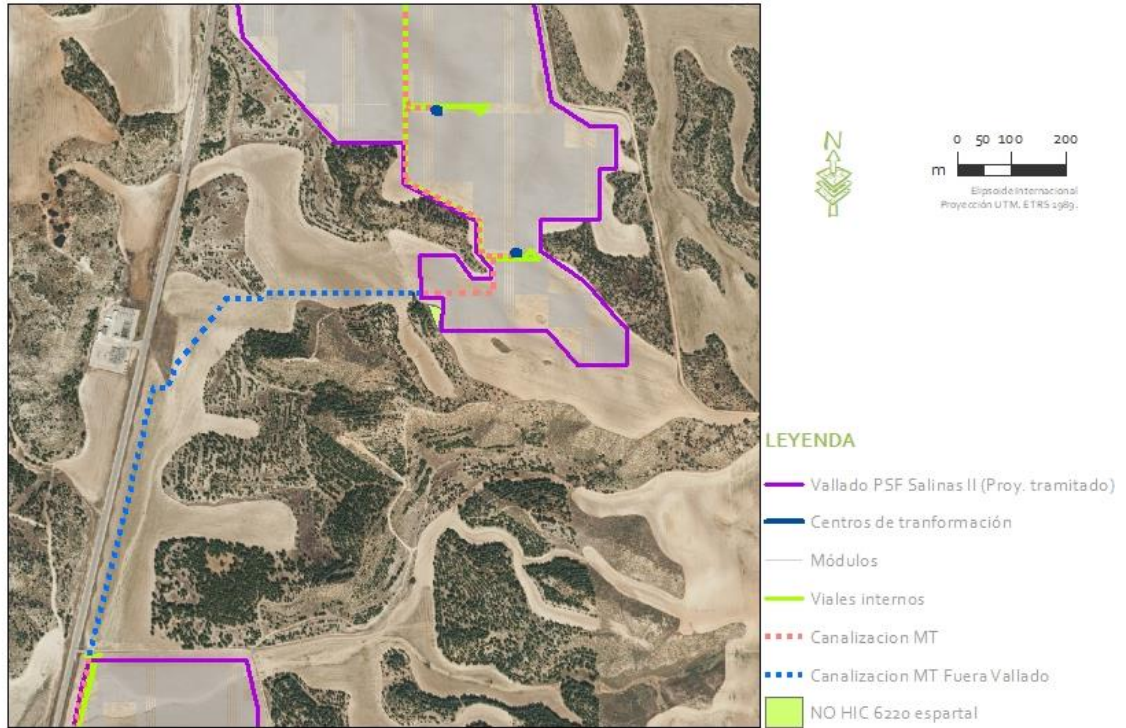 N
0 50 100 200
m
Elipsoide Internacional
Proyección UTM. ETRS 1989.
LEYENDA
Vallado PSF Salinas II (Proy. tramitado)
Centros de tranformación
Módulos
Viales internos
Canalizacion MT
Canalizacion MT Fuera Vallado
NO HIC 6220 espartal